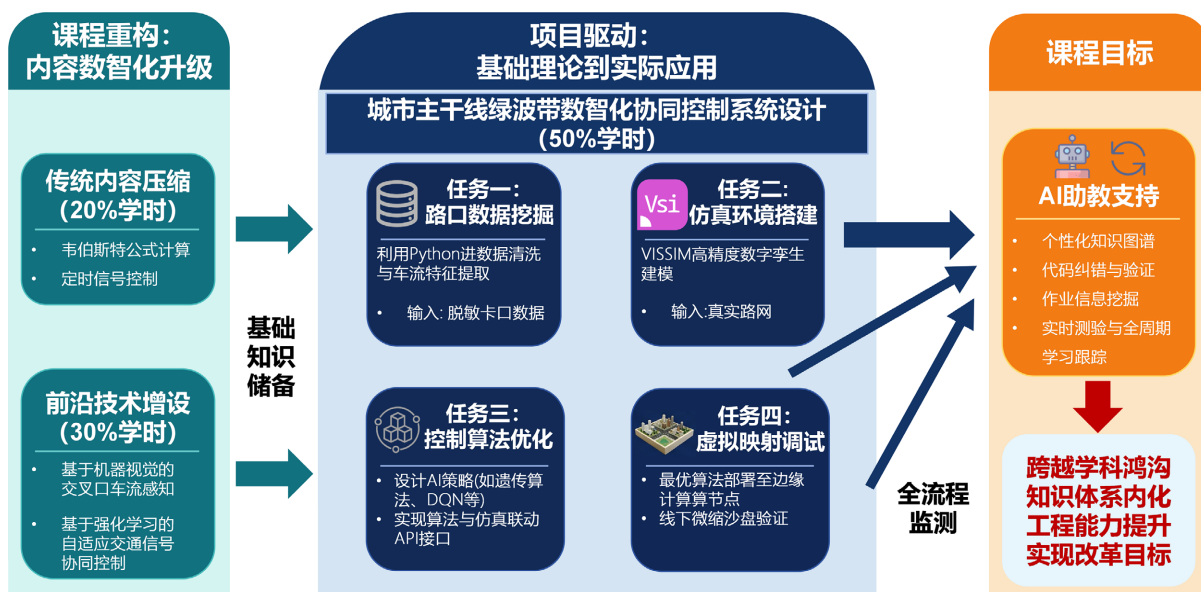 课程重构：
内容数智化升级
传统内容压缩
(20%学时)
• 韦伯斯特公式计算
• 定时信号控制
前沿技术增设
(30%学时)
• 基于机器视觉的
交叉口车流感知
• 基于强化学习的
自适应交通信号
协同控制
基础
知识
储备
项目驱动：
基础理论到实际应用
城市主干线绿波带数智化协同控制系统设计
(50%学时)
任务一：
路口数据挖掘
利用Python进数据清洗
与车流特征提取
• 输入: 脱敏卡口数据
Vsi
任务二：
仿真环境搭建
VISSIM高精度数字孪生
建模
• 输入:真实路网
任务三：
控制算法优化
• 设计AI策略(如遗传算
法、DQN等)
• 实现算法与仿真联动
API接口
任务四：
虚拟映射调试
• 最优算法部署至边缘
计算算节点
• 线下微缩沙盘验证
全流程
监测
课程目标
AI助教支持
• 个性化知识图谱
• 代码纠错与验证
• 作业信息挖掘
• 实时测验与全周期
学习跟踪
跨越学科鸿沟
知识体系内化
工程能力提升
实现改革目标